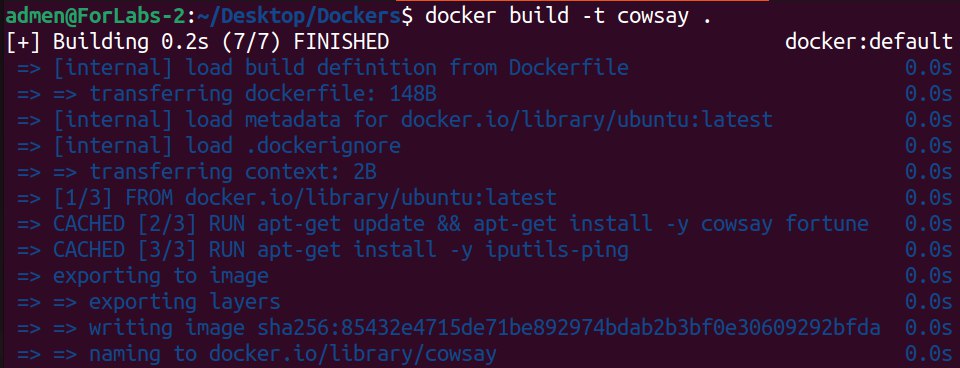 admen@ForLabs-2:~/Desktop/Dockers$ docker build -t cowsay .
[+] Building 0.2s (7/7) FINISHED docker:default
=> [internal] load build definition from Dockerfile 0.0s
=> => transferring dockerfile: 148B 0.0s
=> [internal] load metadata for docker.io/library/ubuntu:latest 0.0s
=> [internal] load .dockerignore 0.0s
=> => transferring context: 2B 0.0s
=> [1/3] FROM docker.io/library/ubuntu:latest 0.0s
=> CACHED [2/3] RUN apt-get update && apt-get install -y cowsay fortune 0.0s
=> CACHED [3/3] RUN apt-get install -y iputils-ping 0.0s
=> exporting to image 0.0s
=> => exporting layers 0.0s
=> => writing image sha256:85432e4715de71be892974bdab2b3bf0e30609292bfda 0.0s
=> => naming to docker.io/library/cowsay 0.0s